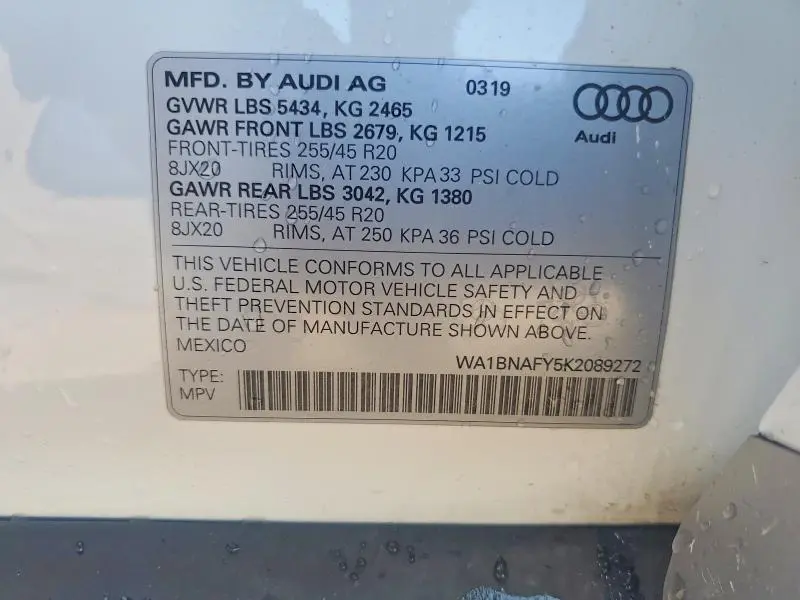 MFD. BY AUDI AG 0319
GVWR LBS 5434, KG 2465
GAWR FRONT LBS 2679, KG 1215
Audi
FRONT-TIRES 255/45 R20
8JX20 RIMS, AT 230 KPA 33 PSI COLD
GAWR REAR LBS 3042, KG 1380
REAR-TIRES 255/45 R20
8JX20 RIMS, AT 250 KPA 36 PSI COLD
THIS VEHICLE CONFORMS TO ALL APPLICABLE
U.S. FEDERAL MOTOR VEHICLE SAFETY AND
THEFT PREVENTION STANDARDS IN EFFECT ON
THE DATE OF MANUFACTURE SHOWN ABOVE.
MEXICO
WA1BNAFY5K2089272
TYPE:
MPV